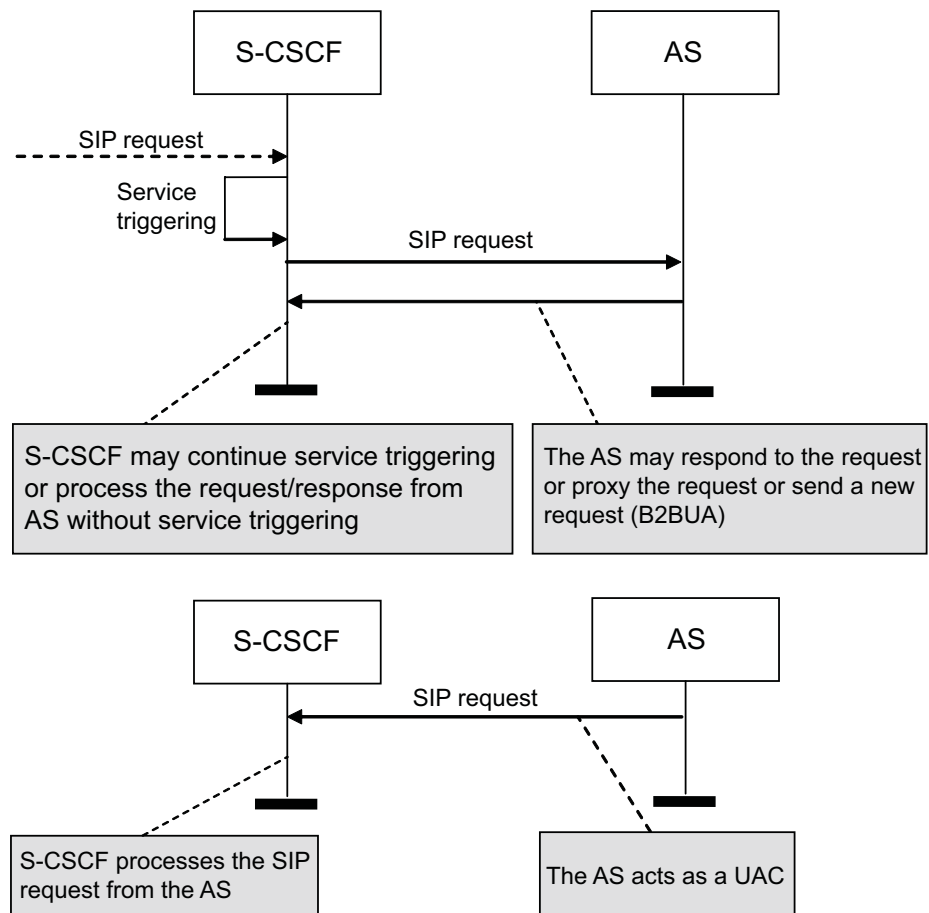 S-CSCF
AS
SIP request
Service
triggering
SIP request
S-CSCF may continue service triggering
or process the request/response from
AS without service triggering
The AS may respond to the request
or proxy the request or send a new
request (B2BUA)
S-CSCF
AS
SIP request
S-CSCF processes the SIP
request from the AS
The AS acts as a UAC